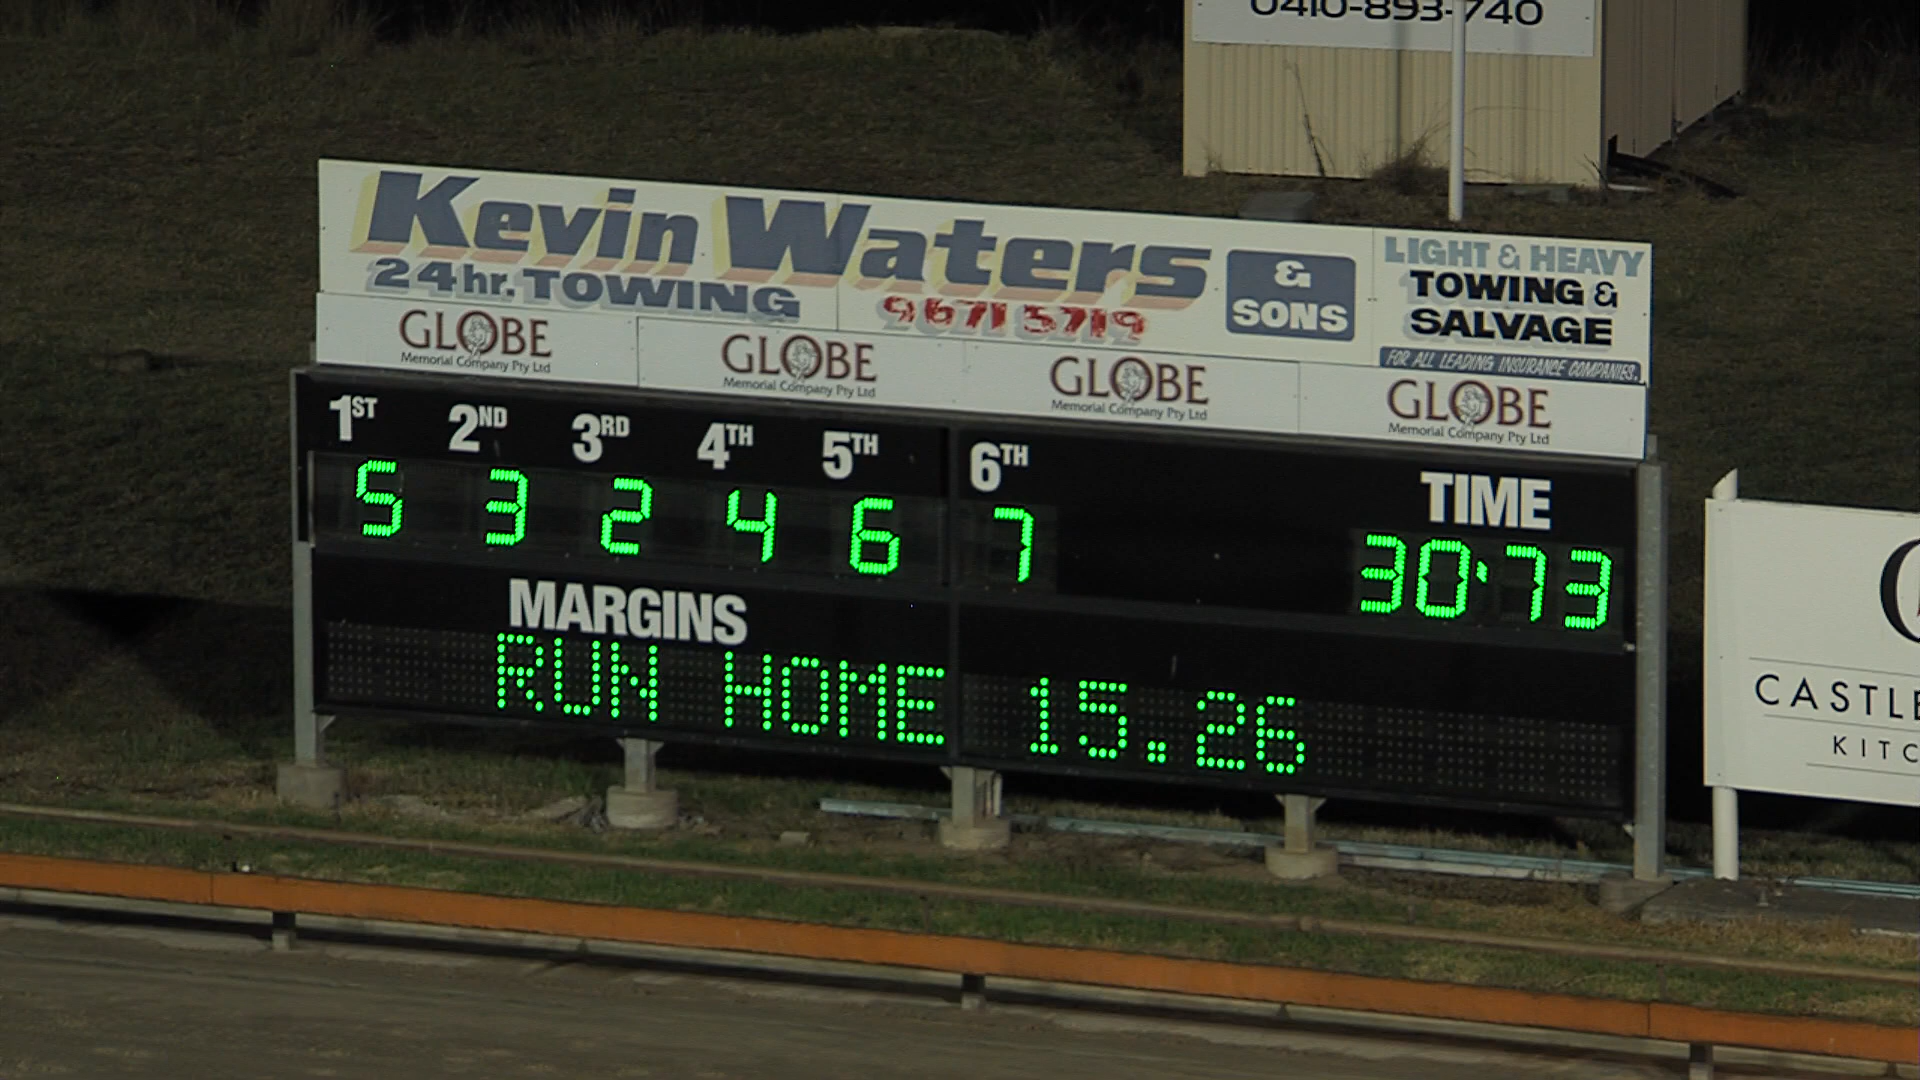 0410-893-740
Kevin Waters & SONS
24hr. TOWING
9671 5719
LIGHT & HEAVY
TOWING &
SALVAGE
FOR ALL LEADING INSURANCE COMPANIES.
GLOBE
Memorial Company Pty Ltd
GLOBE
Memorial Company Pty Ltd
GLOBE
Memorial Company Pty Ltd
GLOBE
Memorial Company Pty Ltd
1ST 2ND 3RD 4TH 5TH 6TH TIME
5 3 2 4 6 7 30.73
MARGINS
RUN HOME 15.26
CASTLE
KITC